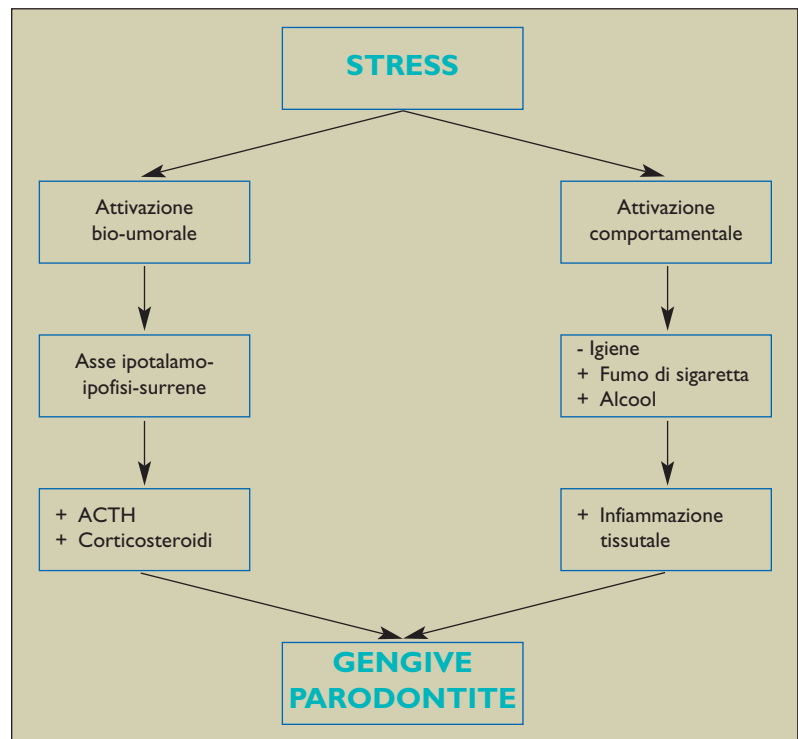 STRESS
Attivazione
bio-umorale
Attivazione
comportamentale
Asse ipotalamo-
ipofisi-surrene
- Igiene
+ Fumo di sigaretta
+ Alcool
+ ACTH
+ Corticosteroidi
+ Infiammazione
tissutale
GENGIVE
PARODONTITE